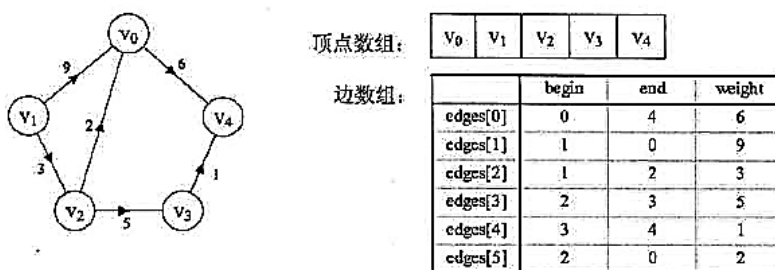 V0
9
6
V1
2
V4
3
1
V2
5
V3
顶点数组：
V0 V1 V2 V3 V4
边数组：
begin end weight
edges[0] 0 4 6
edges[1] 1 0 9
edges[2] 1 2 3
edges[3] 2 3 5
edges[4] 3 4 1
edges[5] 2 0 2